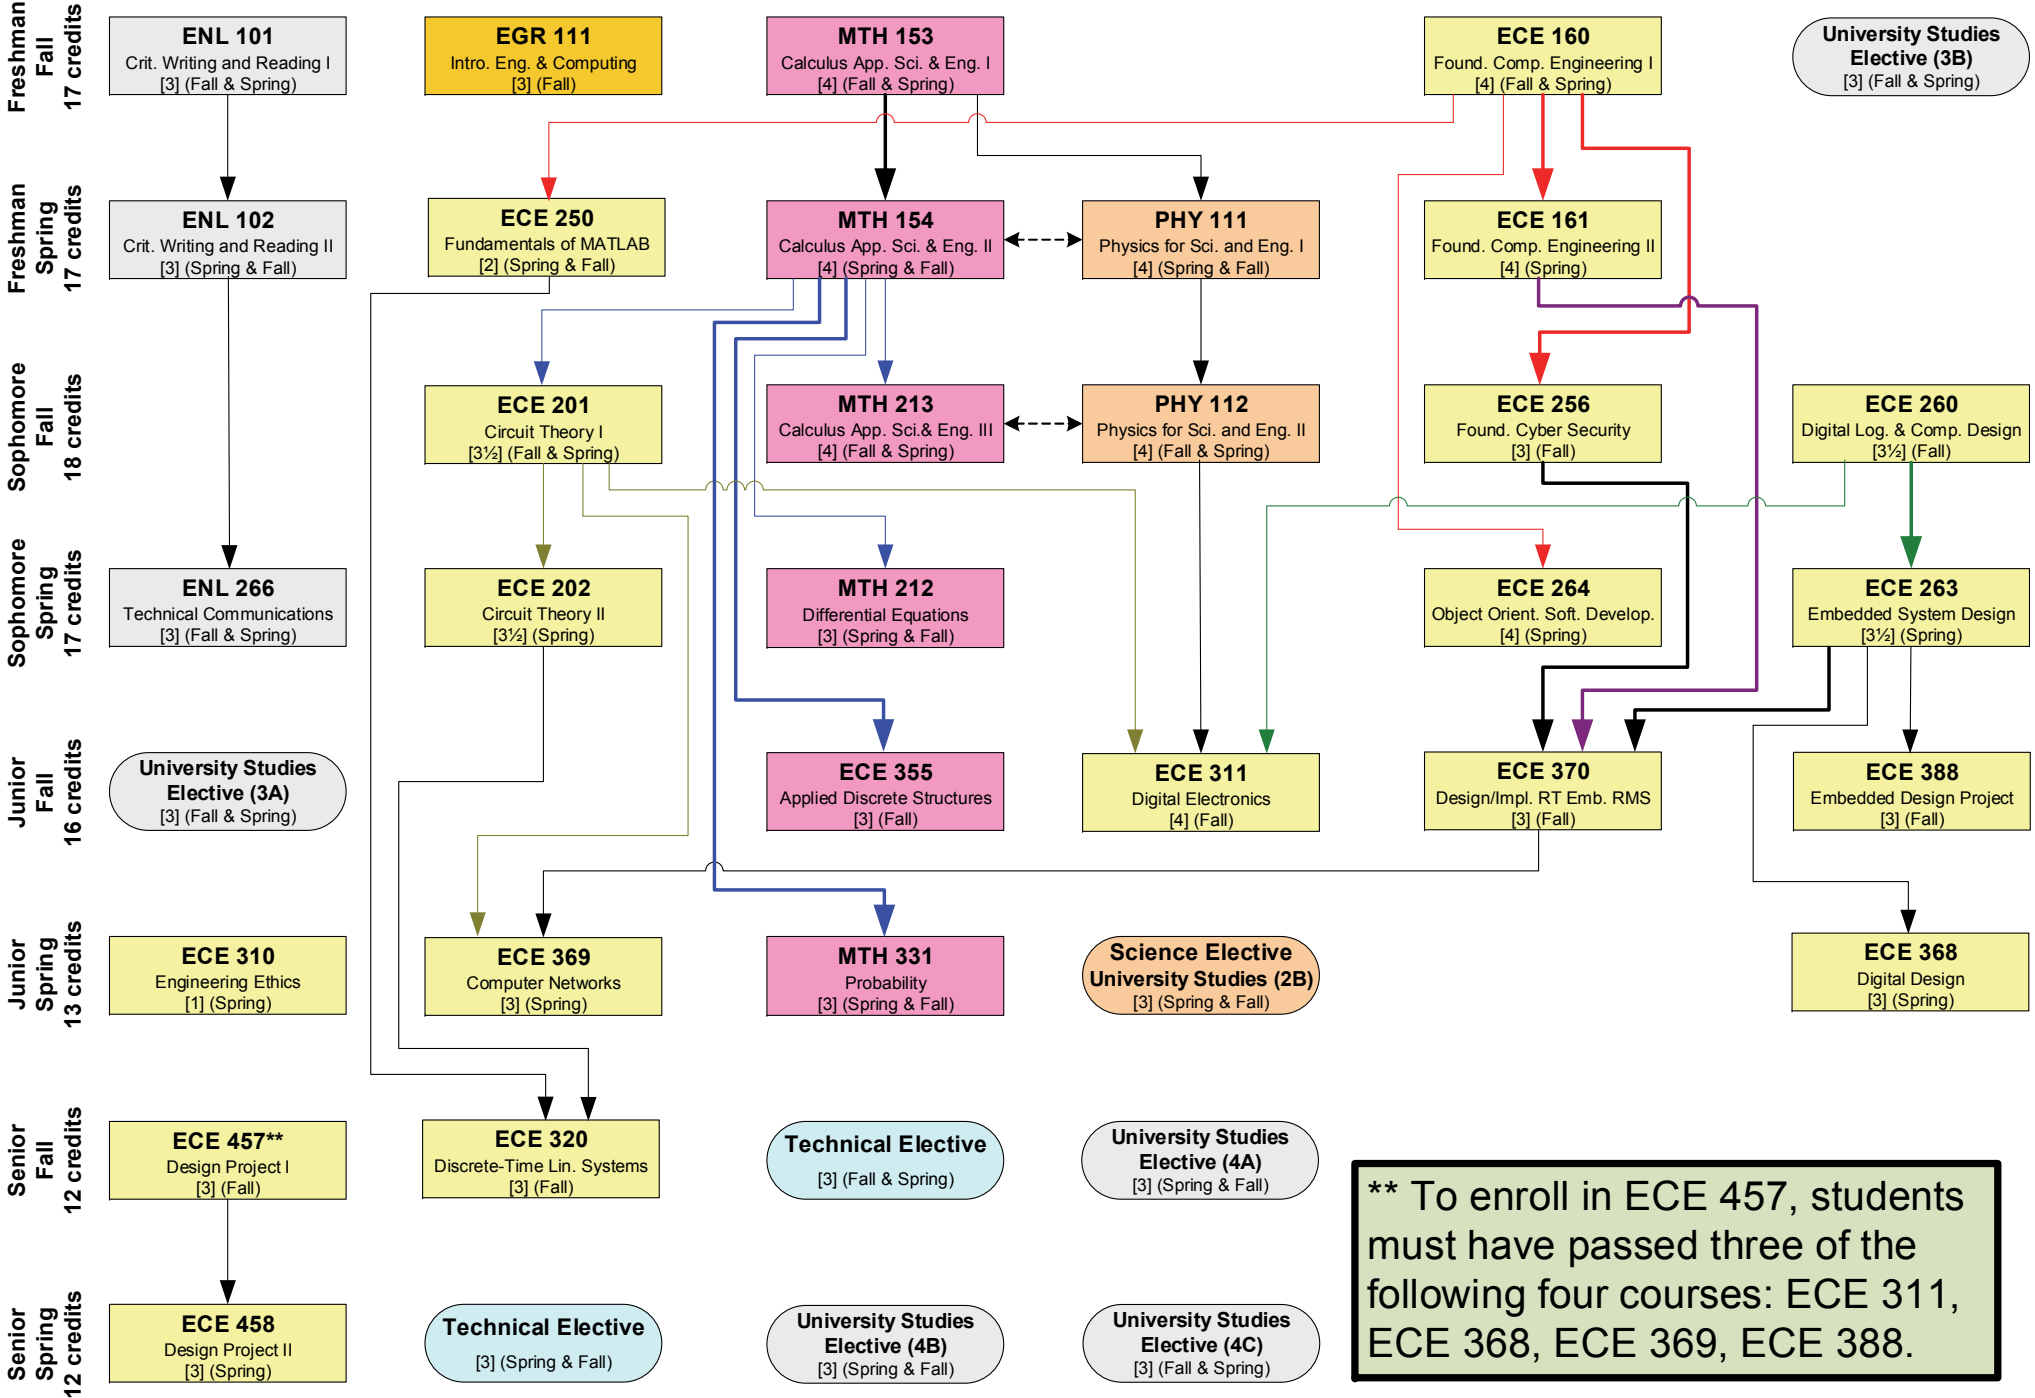 Freshman
Fall
17 credits
ENL 101
Crit. Writing and Reading I
[3] (Fall & Spring)
EGR 111
Intro. Eng. & Computing
[3] (Fall)
MTH 153
Calculus App. Sci. & Eng. I
[4] (Fall & Spring)
ECE 160
Found. Comp. Engineering I
[4] (Fall & Spring)
University Studies
Elective (3B)
[3] (Fall & Spring)
Freshman
Spring
17 credits
ENL 102
Crit. Writing and Reading II
[3] (Spring & Fall)
ECE 250
Fundamentals of MATLAB
[2] (Spring & Fall)
MTH 154
Calculus App. Sci. & Eng. II
[4] (Spring & Fall)
PHY 111
Physics for Sci. and Eng. I
[4] (Spring & Fall)
ECE 161
Found. Comp. Engineering II
[4] (Spring)
Sophomore
Fall
18 credits
ECE 201
Circuit Theory I
[3½] (Fall & Spring)
MTH 213
Calculus App. Sci.& Eng. III
[4] (Fall & Spring)
PHY 112
Physics for Sci. and Eng. II
[4] (Fall & Spring)
ECE 256
Found. Cyber Security
[3] (Fall)
ECE 260
Digital Log. & Comp. Design
[3½] (Fall)
Sophomore
Spring
17 credits
ENL 266
Technical Communications
[3] (Fall & Spring)
ECE 202
Circuit Theory II
[3½] (Spring)
MTH 212
Differential Equations
[3] (Spring & Fall)
ECE 264
Object Orient. Soft. Develop.
[4] (Spring)
ECE 263
Embedded System Design
[3½] (Spring)
Junior
Fall
16 credits
University Studies
Elective (3A)
[3] (Fall & Spring)
ECE 355
Applied Discrete Structures
[3] (Fall)
ECE 311
Digital Electronics
[4] (Fall)
ECE 370
Design/Impl. RT Emb. RMS
[3] (Fall)
ECE 388
Embedded Design Project
[3] (Fall)
Junior
Spring
13 credits
ECE 310
Engineering Ethics
[1] (Spring)
ECE 369
Computer Networks
[3] (Spring)
MTH 331
Probability
[3] (Spring & Fall)
Science Elective
University Studies (2B)
[3] (Spring & Fall)
ECE 368
Digital Design
[3] (Spring)
Senior
Fall
12 credits
ECE 457**
Design Project I
[3] (Fall)
ECE 320
Discrete-Time Lin. Systems
[3] (Fall)
Technical Elective
[3] (Fall & Spring)
University Studies
Elective (4A)
[3] (Spring & Fall)
** To enroll in ECE 457, students
must have passed three of the
following four courses: ECE 311,
ECE 368, ECE 369, ECE 388.
Senior
Spring
12 credits
ECE 458
Design Project II
[3] (Spring)
Technical Elective
[3] (Spring & Fall)
University Studies
Elective (4B)
[3] (Spring & Fall)
University Studies
Elective (4C)
[3] (Fall & Spring)